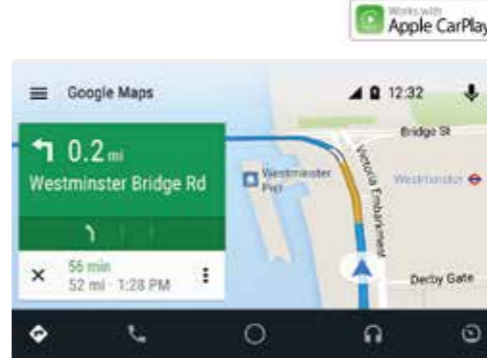 Works with
Apple CarPlay
Google Maps
12:32
0.2 mi
Westminster Bridge Rd
56 min
52 mi · 1:28 PM
Bridge St
Westminster
Pier
Victoria Embankment
Westminster
Derby Gate